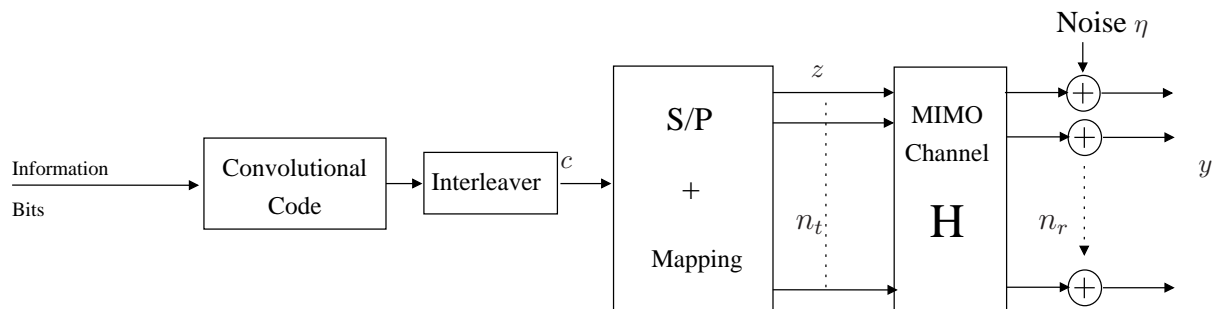 Noise η
z
S/P
MIMO
Channel
Information
Bits
Convolutional
Code
Interleaver
c
+
Mapping
n_t
H
n_r
y
+
+
+